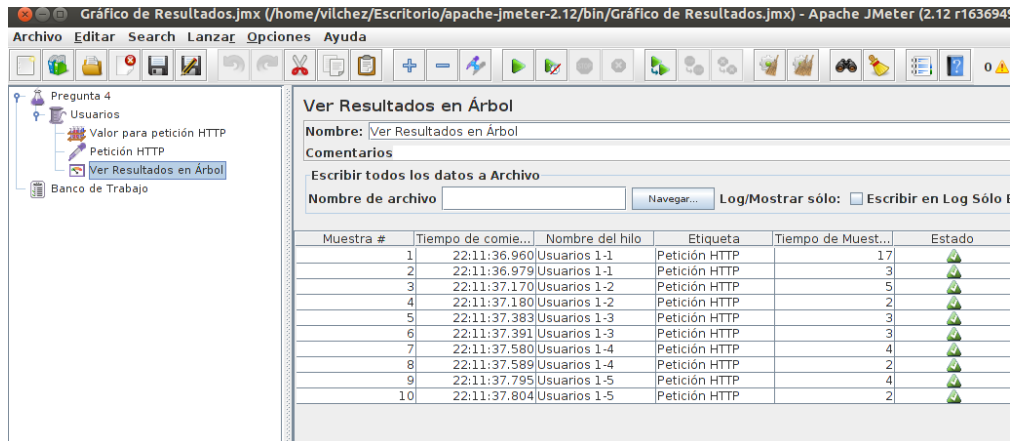 Gráfico de Resultados.jmx (/home/vilchez/Escritorio/apache-jmeter-2.12/bin/Gráfico de Resultados.jmx) - Apache JMeter (2.12 r1636949
Archivo Editar Search Lanzar Opciones Ayuda
0
Pregunta 4
Usuarios
Valor para petición HTTP
Petición HTTP
Ver Resultados en Árbol
Banco de Trabajo
Ver Resultados en Árbol
Nombre: Ver Resultados en Árbol
Comentarios
Escribir todos los datos a Archivo
Nombre de archivo Navegar... Log/Mostrar sólo: Escribir en Log Sólo E
Muestra # Tiempo de comie... Nombre del hilo Etiqueta Tiempo de Muest... Estado
1 22:11:36.960 Usuarios 1-1 Petición HTTP 17
2 22:11:36.979 Usuarios 1-1 Petición HTTP 3
3 22:11:37.170 Usuarios 1-2 Petición HTTP 5
4 22:11:37.180 Usuarios 1-2 Petición HTTP 2
5 22:11:37.383 Usuarios 1-3 Petición HTTP 3
6 22:11:37.391 Usuarios 1-3 Petición HTTP 3
7 22:11:37.580 Usuarios 1-4 Petición HTTP 4
8 22:11:37.589 Usuarios 1-4 Petición HTTP 2
9 22:11:37.795 Usuarios 1-5 Petición HTTP 4
10 22:11:37.804 Usuarios 1-5 Petición HTTP 2